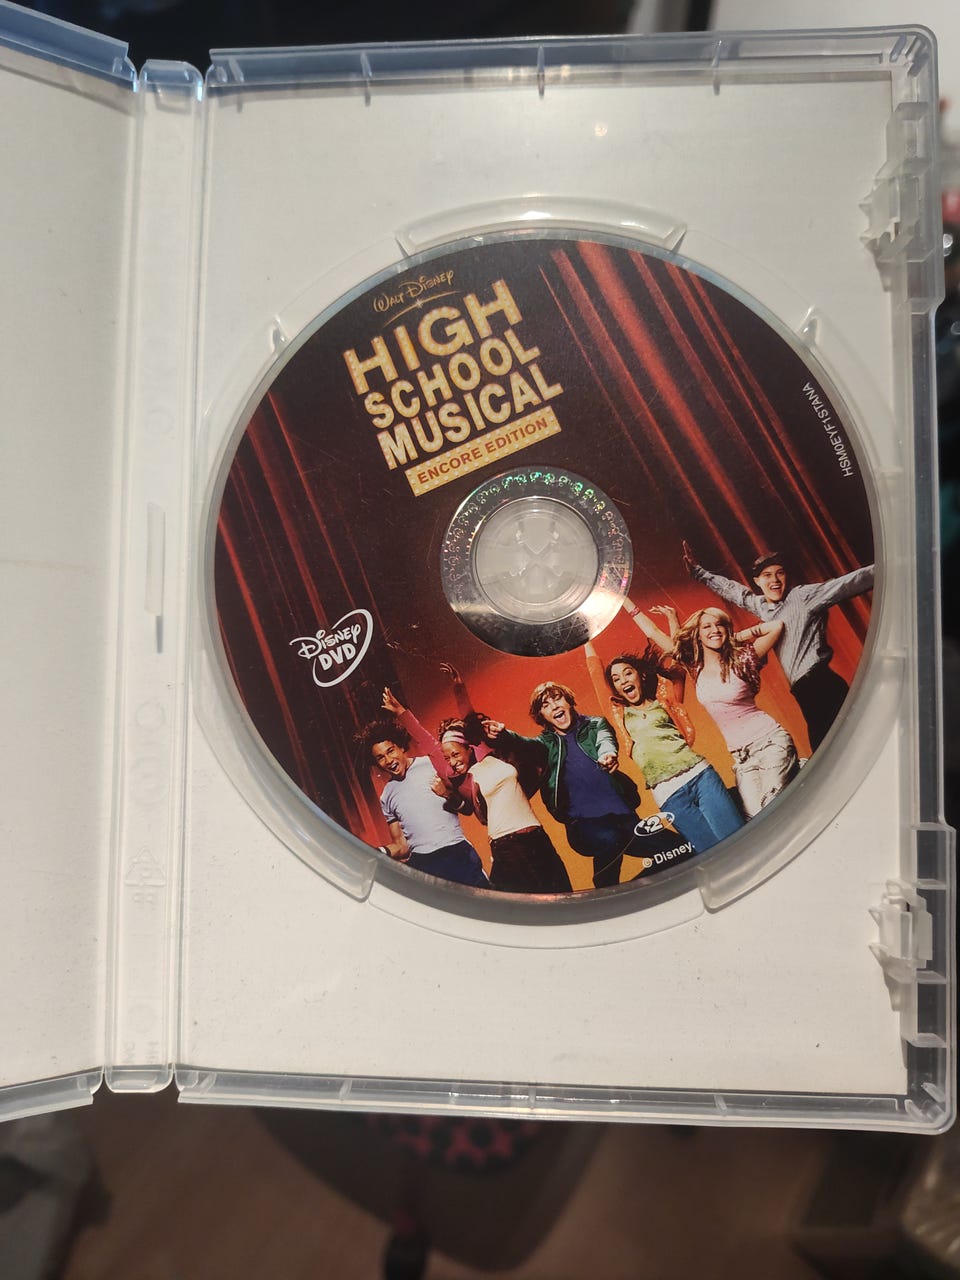 WALT DISNEY
HIGH
SCHOOL
MUSICAL
ENCORE EDITION
HSM0EYF1STANA
DISNEY
DVD
2
© Disney.